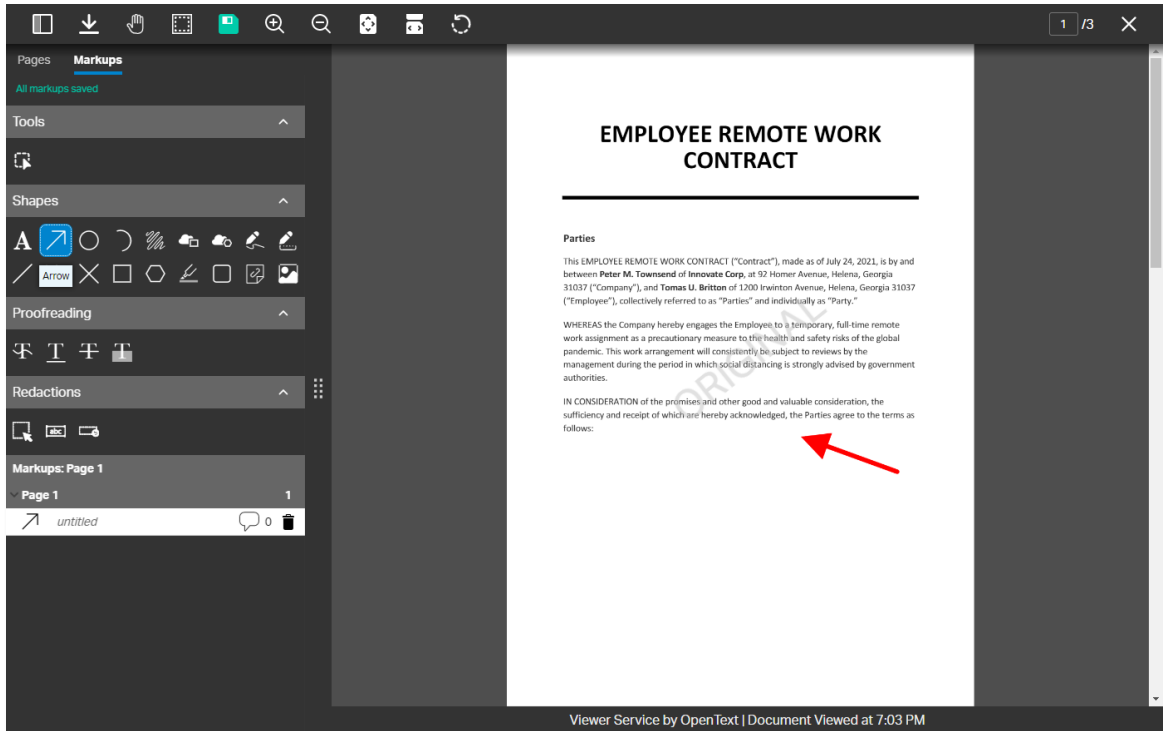 1 /3
Pages Markups
All markups saved
Tools
Shapes
A
Arrow
Proofreading
T T T T
Redactions
abc
Markups: Page 1
Page 1 1
untitled 0
EMPLOYEE REMOTE WORK
CONTRACT
Parties
This EMPLOYEE REMOTE WORK CONTRACT (“Contract”), made as of July 24, 2021, is by and
between Peter M. Townsend of Innovate Corp, at 92 Homer Avenue, Helena, Georgia
31037 (“Company”), and Tomas U. Britton of 1200 Irwinton Avenue, Helena, Georgia 31037
(“Employee”), collectively referred to as “Parties” and individually as “Party.”
WHEREAS the Company hereby engages the Employee to a temporary, full-time remote
work assignment as a precautionary measure to the health and safety risks of the global
pandemic. This work arrangement will consistently be subject to reviews by the
management during the period in which social distancing is strongly advised by government
authorities.
IN CONSIDERATION of the promises and other good and valuable consideration, the
sufficiency and receipt of which are hereby acknowledged, the Parties agree to the terms as
follows:
ORIGINAL
Viewer Service by OpenText | Document Viewed at 7:03 PM